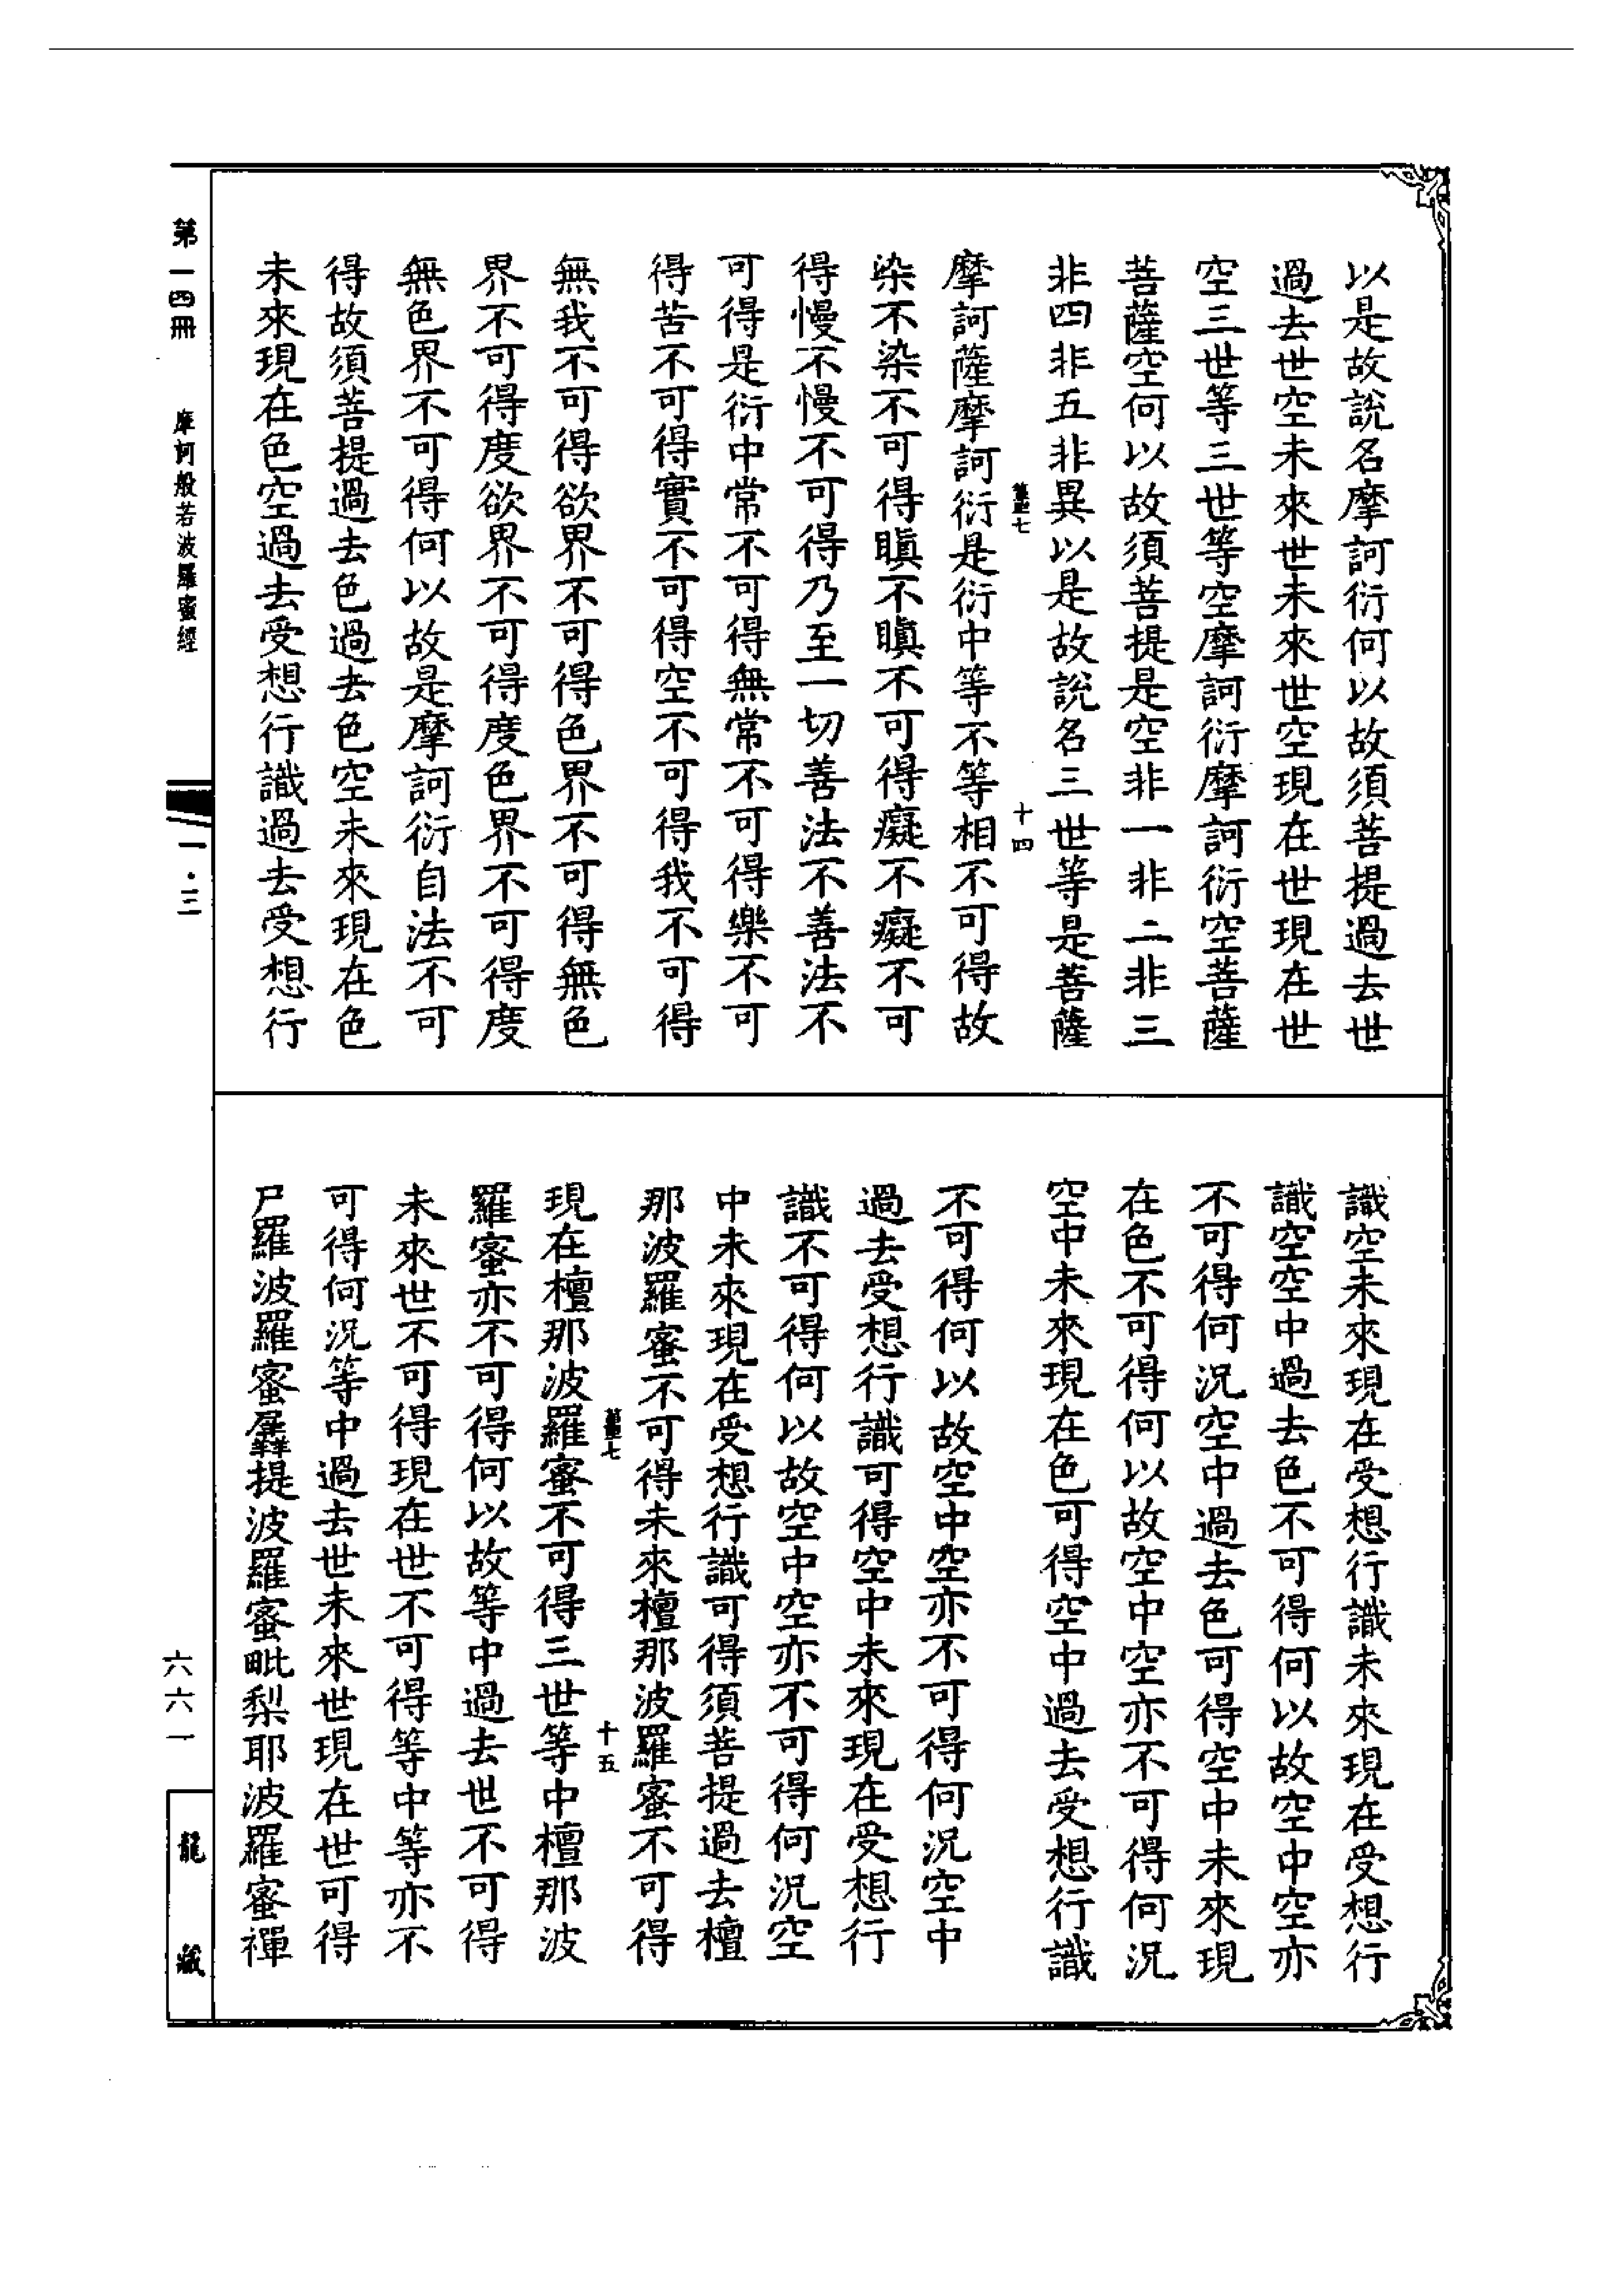 以是故說名摩訶衍何以故須菩提過去世
過去世空未來世未來世空現在世現在世
空三世等三世等空摩訶衍摩訶衍空菩薩
菩薩空何以故須菩提是空非一非二非三
非四非五非異以是故說名三世等是菩薩
十四
摩訶薩摩訶衍是衍中等不等相不可得故
染不染不可得瞋不瞋不可得癡不癡不可
得慢不慢不可得乃至一切善法不善法不
可得是衍中常不可得無常不可得樂不可
得苦不可得實不可得空不可得我不可得
無我不可得欲界不可得色界不可得無色
界不可得度欲界不可得度色界不可得度
無色界不可得何以故是摩訶衍自法不可
得故須菩提過去色過去色空未來現在色
未來現在色空過去受想行識過去受想行
識空未來現在受想行識未來現在受想行
識空空中過去色不可得何以故空中空亦
不可得何況空中過去色可得空中未來現
在色不可得何以故空中空亦不可得何況
空中未來現在色可得空中過去受想行識
不可得何以故空中空亦不可得何況空中
過去受想行識可得空中未來現在受想行
識不可得何以故空中空亦不可得何況空
中未來現在受想行識可得須菩提過去檀
那波羅蜜不可得未來檀那波羅蜜不可得
十五
現在檀那波羅蜜不可得三世等中檀那波
羅蜜亦不可得何以故等中過去世不可得
未來世不可得現在世不可得等中等亦不
可得何況等中過去世未來世現在世可得
尸羅波羅蜜羼提波羅蜜毗梨耶波羅蜜禪
第一四冊
摩訶般若波羅蜜經
一・三
六六一
龍藏